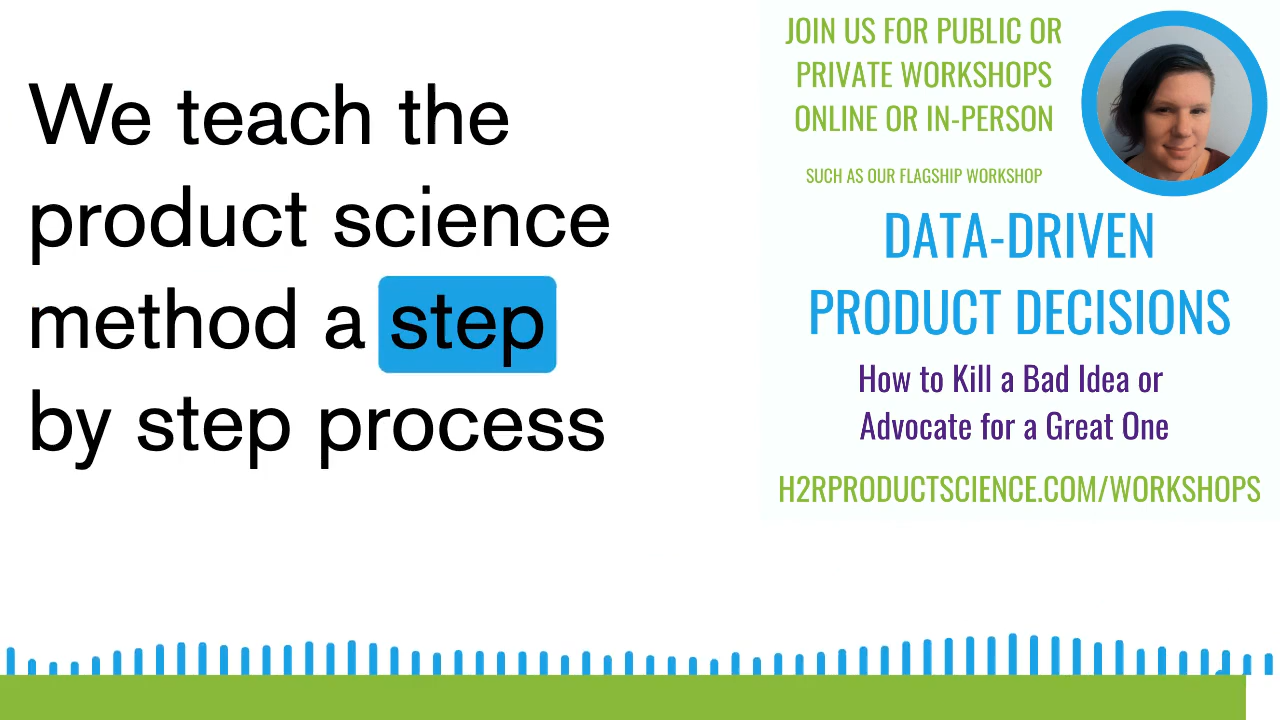 We teach the
product science
method a step
by step process
JOIN US FOR PUBLIC OR
PRIVATE WORKSHOPS
ONLINE OR IN-PERSON
SUCH AS OUR FLAGSHIP WORKSHOP
DATA-DRIVEN
PRODUCT DECISIONS
How to Kill a Bad Idea or
Advocate for a Great One
H2RPRODUCTSCIENCE.COM/WORKSHOPS